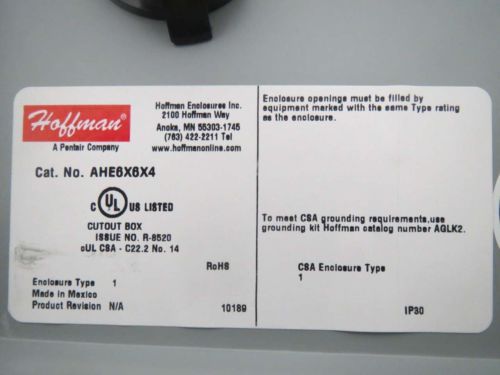 Hoffman®
A Pentair Company
Hoffman Enclosures Inc.
2100 Hoffman Way
Anoka, MN 55303-1745
(763) 422-2211 Tel
www.hoffmanonline.com
Cat. No. AHE6X6X4
C UL US LISTED
CUTOUT BOX
ISSUE NO. R-8520
cUL CSA - C22.2 No. 14
RoHS
Enclosure Type 1
Made in Mexico
Product Revision N/A
10189
Enclosure openings must be filled by
equipment marked with the same Type rating
as the enclosure.
To meet CSA grounding requirements,use
grounding kit Hoffman catalog number AGLK2.
CSA Enclosure Type
1
IP30